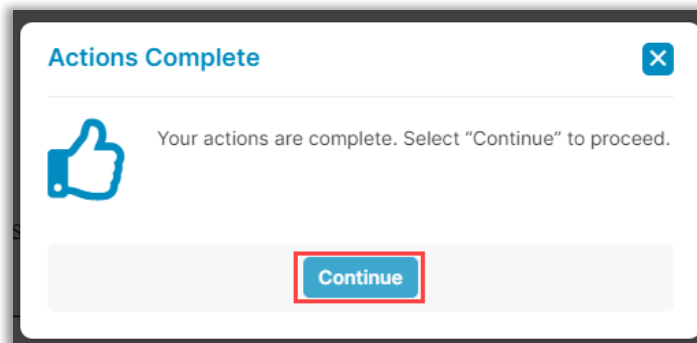 Actions Complete
Your actions are complete. Select “Continue” to proceed.
Continue